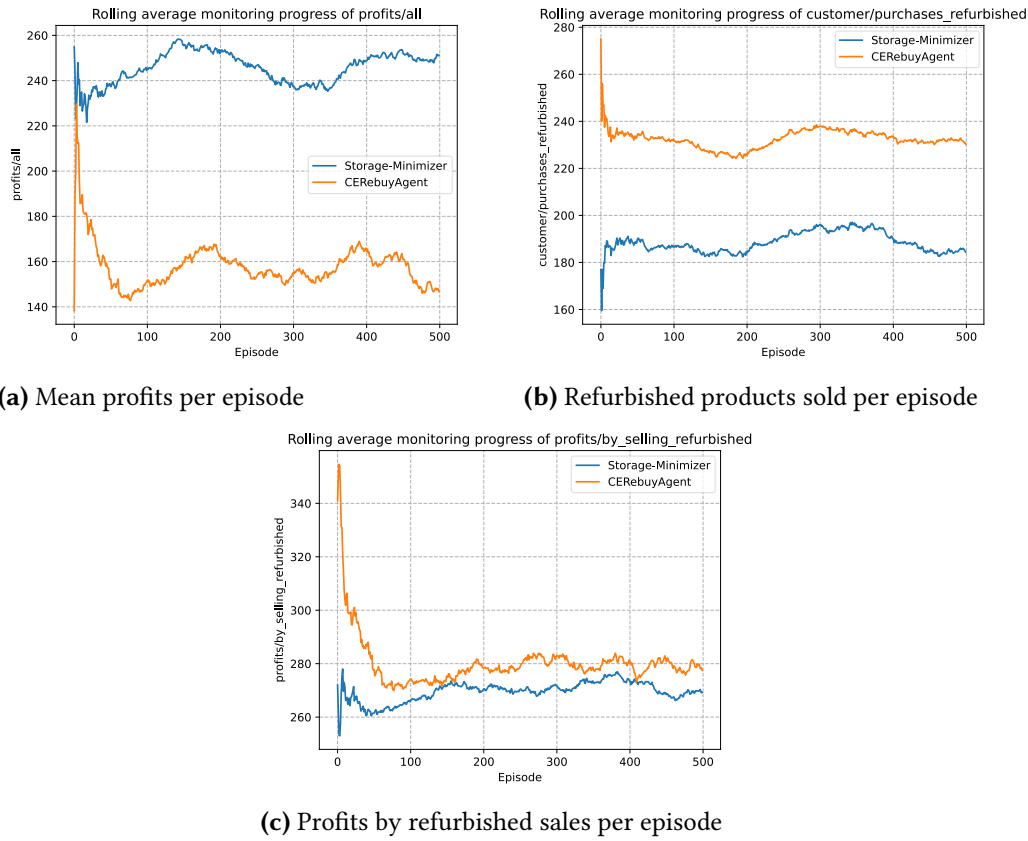 Rolling average monitoring progress of profits/all
260
240
220
200
180
160
140
profits/all
Storage-Minimizer
CERebuyAgent
0 100 200 300 400 500
Episode
(a) Mean profits per episode
Rolling average monitoring progress of customer/purchases_refurbished
280
260
240
220
200
180
160
customer/purchases_refurbished
Storage-Minimizer
CERebuyAgent
0 100 200 300 400 500
Episode
(b) Refurbished products sold per episode
Rolling average monitoring progress of profits/by_selling_refurbished
340
320
300
280
260
profits/by_selling_refurbished
Storage-Minimizer
CERebuyAgent
0 100 200 300 400 500
Episode
(c) Profits by refurbished sales per episode